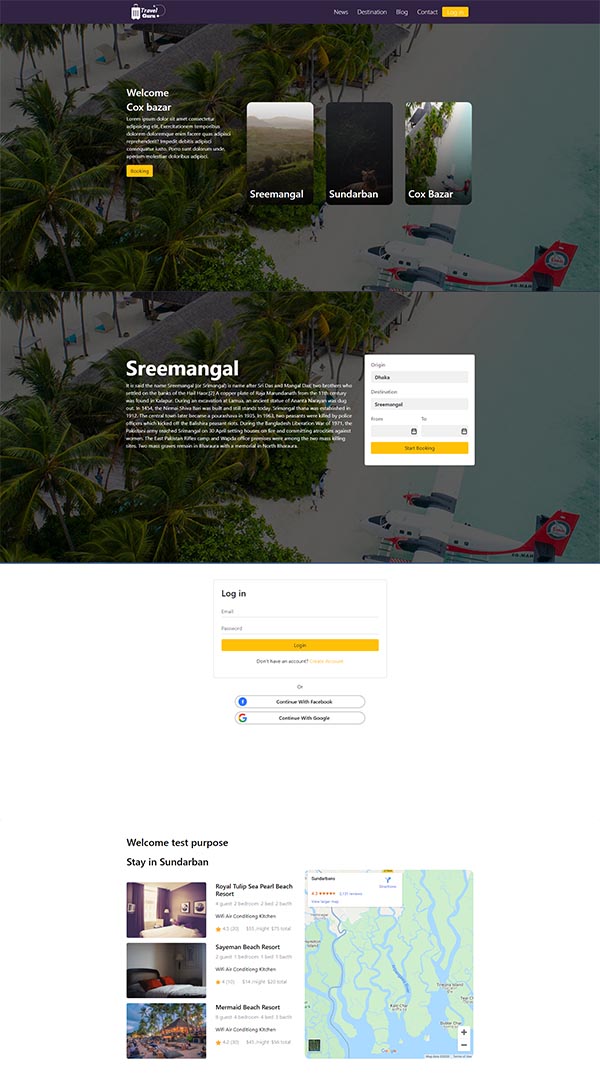 Travel
Guru
News Destination Blog Contact Log in
Welcome
Cox bazar
Lorem ipsum dolor sit amet consectetur
adipisicing elit. Exercitationem temporibus
dolorem doloremque enim facere quas adipisci
reprehenderit? Impedit debitis adipisci
consequatur iusto. Porro sunt dolorum unde,
aperiam molestiae doloribus adipisci.
Booking
Sreemangal
Sundarban
Cox Bazar
Sreemangal
It is said the name Sreemangal (or Srimangal) is name after Sri Das and Mangal Das; two brothers who
settled on the banks of the Hail Haor.[7] A copper plate of Raja Marundanath from the 11th century
was found in Kalapur. During an excavation at Lamua, an ancient statue of Ananta Narayan was dug
out. In 1454, the Nirmai Shiva Bari was built and still stands today. Srimangal thana was established in
1912. The central town later became a pourashava in 1935. In 1963, two peasants were killed by police
officers which kicked off the Balishira peasant riots. During the Bangladesh Liberation War of 1971, the
Pakistani army reached Srimangal on 30 April setting houses on fire and committing atrocities against
women. The East Pakistan Rifles camp and Wapda office premises were among the two mass killing
sites. Two mass graves remain in Bharaura with a memorial in North Bharaura.
Origin
Dhaka
Destination
Sreemangal
From To
Start Booking
Log in
Email
Password
Login
Don't have an account? Create Account
Or
Continue With Facebook
Continue With Google
Welcome test purpose
Stay in Sundarban
Royal Tulip Sea Pearl Beach
Resort
4 guest 2 bedroom 2 bed 2 bacth
Wifi Air Conditiong Kitchen
4.5 (20) $35 /night $75 total
Sayeman Beach Resort
2 guest 1 bedroom 1 bed 1 bacth
Wifi Air Conditiong Kitchen
4 (10) $14 /night $20 total
Mermaid Beach Resort
8 guest 4 bedroom 4 bed 3 bacth
Wifi Air Conditiong Kitchen
4.2 (30) $45 /night total
Sundarbans
Directions
reviews
View larger map
Google
Terms of Use